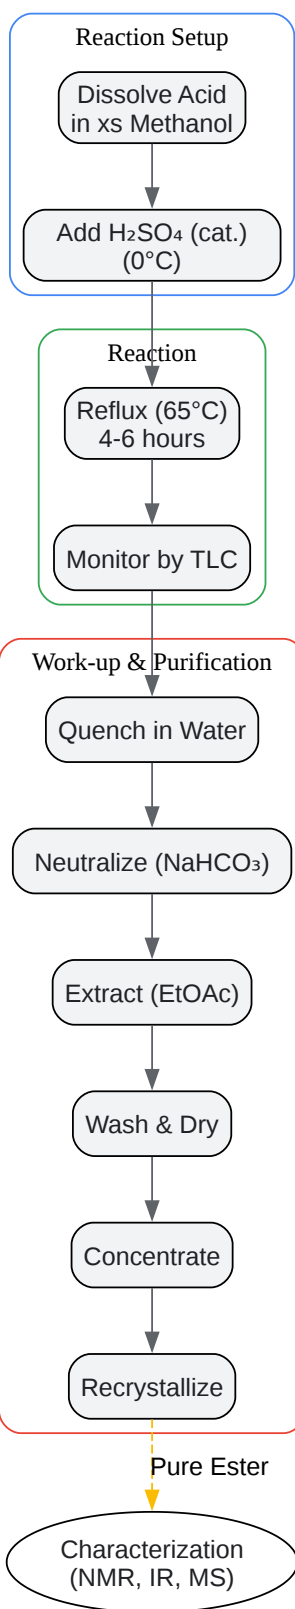 Reaction Setup
Dissolve Acid
in xs Methanol
Add H₂SO₄ (cat.)
(0°C)
Reaction
Reflux (65°C)
4-6 hours
Monitor by TLC
Work-up & Purification
Quench in Water
Neutralize (NaHCO₃)
Extract (EtOAc)
Wash & Dry
Concentrate
Recrystallize
Pure Ester
Characterization
(NMR, IR, MS)